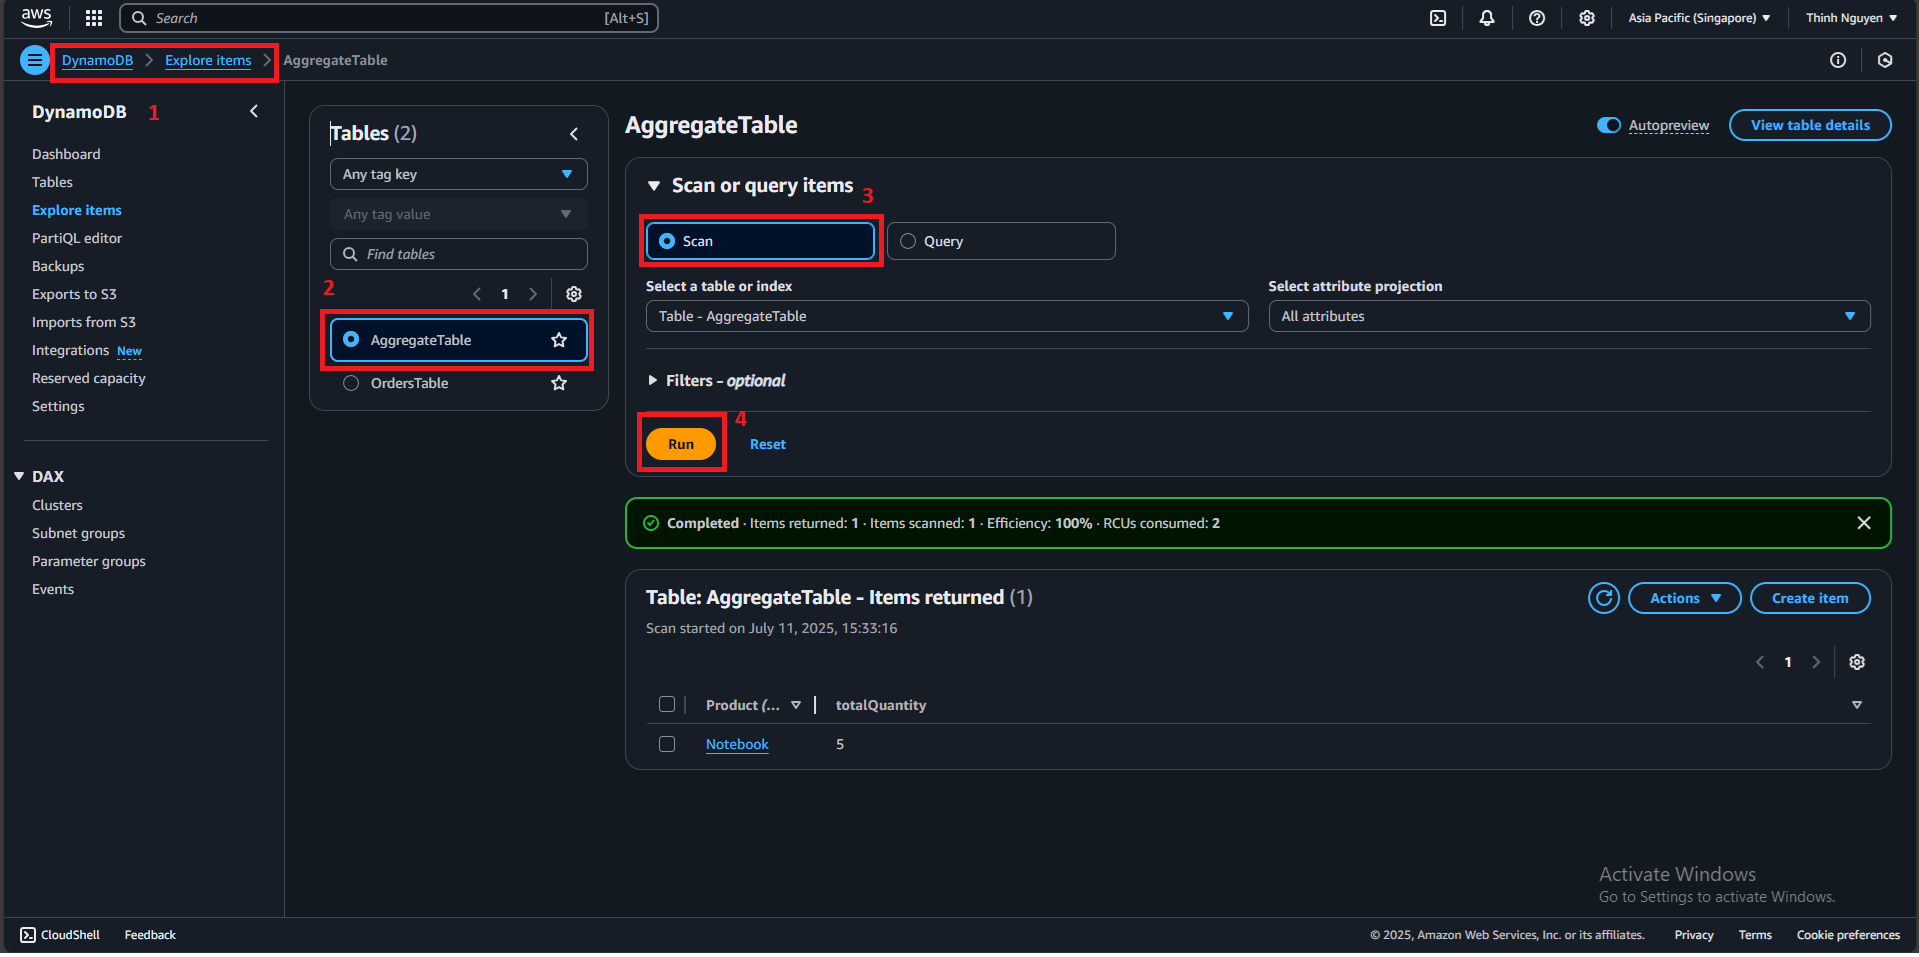 aws
Search [Alt+S]
Asia Pacific (Singapore) Thinh Nguyen
DynamoDB Explore items AggregateTable
DynamoDB 1
Dashboard
Tables
Explore items
PartiQL editor
Backups
Exports to S3
Imports from S3
Integrations New
Reserved capacity
Settings
DAX
Clusters
Subnet groups
Parameter groups
Events
Tables (2)
Any tag key
Any tag value
Find tables
2
1
AggregateTable
OrdersTable
AggregateTable
Autopreview View table details
Scan or query items 3
Scan Query
Select a table or index Select attribute projection
Table - AggregateTable All attributes
Filters - optional
4
Run Reset
Completed · Items returned: 1 · Items scanned: 1 · Efficiency: 100% · RCUs consumed: 2
Table: AggregateTable - Items returned (1)
Actions Create item
Scan started on July 11, 2025, 15:33:16
1
Product (... totalQuantity
Notebook 5
Activate Windows
Go to Settings to activate Windows.
CloudShell Feedback
© 2025, Amazon Web Services, Inc. or its affiliates. Privacy Terms Cookie preferences